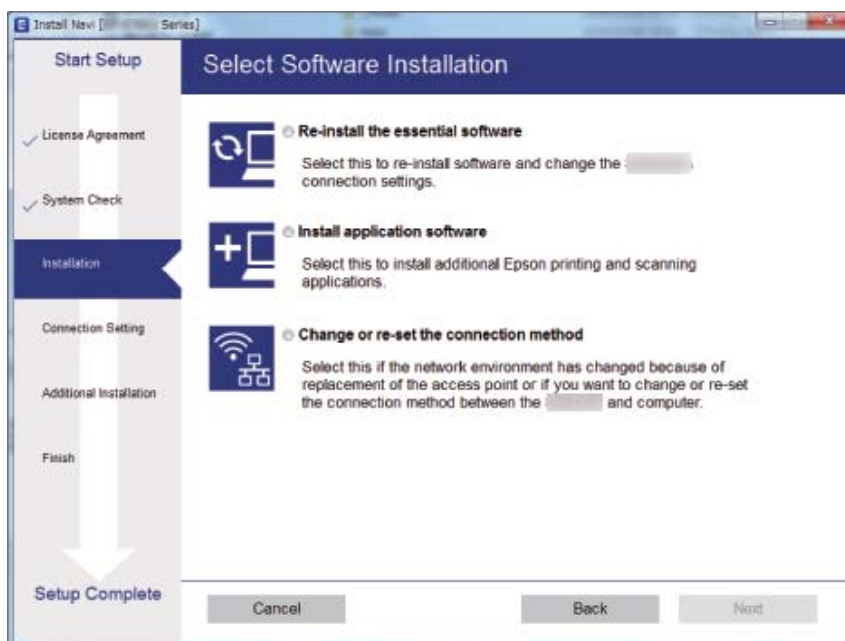 Install Navi [ Series]
Start Setup
License Agreement
System Check
Installation
Connection Setting
Additional Installation
Finish
Setup Complete
Select Software Installation
Re-install the essential software
Select this to re-install software and change the
connection settings.
Install application software
Select this to install additional Epson printing and scanning
applications.
Change or re-set the connection method
Select this if the network environment has changed because of
replacement of the access point or if you want to change or re-set
the connection method between the and computer.
Cancel
Back
Next